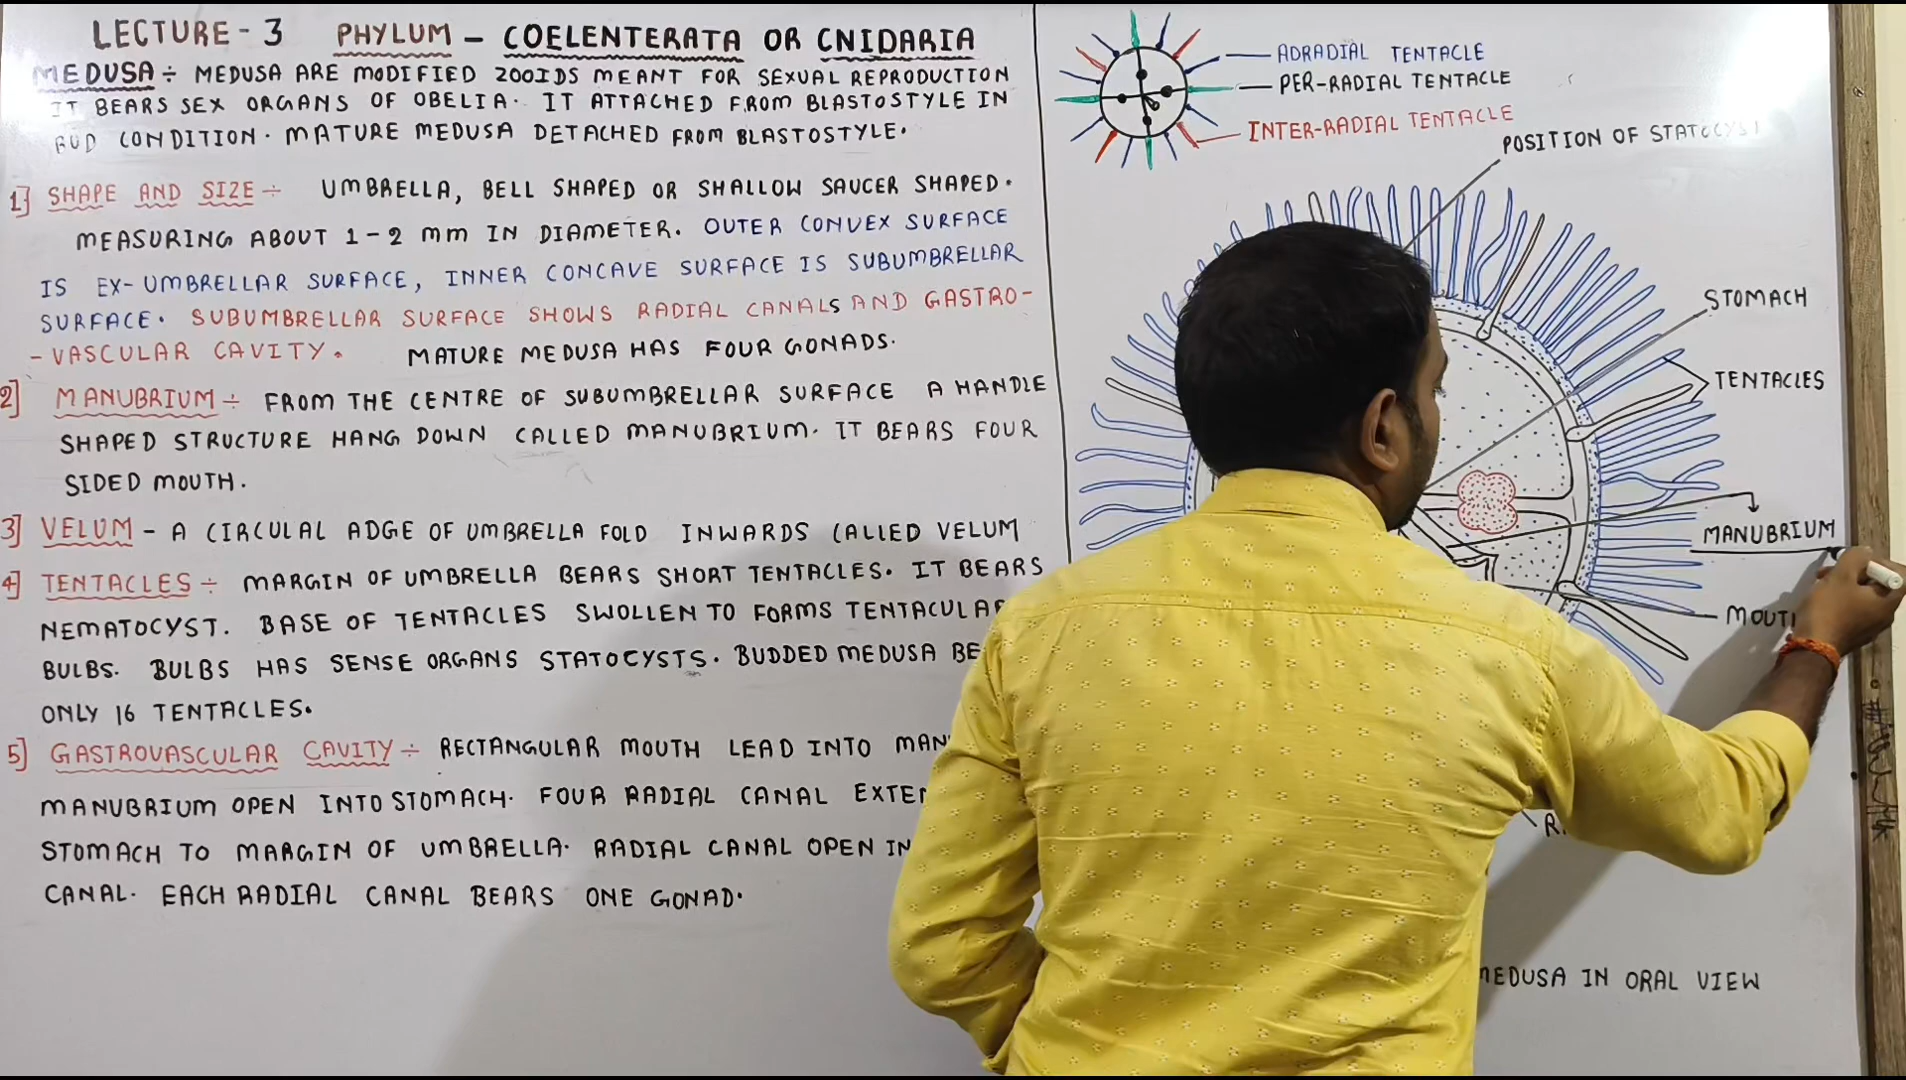 LECTURE - 3 PHYLUM - COELENTERATA OR CNIDARIA
MEDUSA ÷ MEDUSA ARE MODIFIED ZOOIDS MEANT FOR SEXUAL REPRODUCTION
IT BEARS SEX ORGANS OF OBELIA. IT ATTACHED FROM BLASTOSTYLE IN
BUD CONDITION. MATURE MEDUSA DETACHED FROM BLASTOSTYLE.
1] SHAPE AND SIZE ÷ UMBRELLA, BELL SHAPED OR SHALLOW SAUCER SHAPED.
MEASURING ABOUT 1-2 mm IN DIAMETER. OUTER CONVEX SURFACE
IS EX-UMBRELLAR SURFACE, INNER CONCAVE SURFACE IS SUBUMBRELLAR
SURFACE. SUBUMBRELLAR SURFACE SHOWS RADIAL CANALS AND GASTRO-
-VASCULAR CAVITY. MATURE MEDUSA HAS FOUR GONADS.
2] MANUBRIUM ÷ FROM THE CENTRE OF SUBUMBRELLAR SURFACE A HANDLE
SHAPED STRUCTURE HANG DOWN CALLED MANUBRIUM. IT BEARS FOUR
SIDED MOUTH.
3] VELUM - A CIRCULAR ADGE OF UMBRELLA FOLD INWARDS CALLED VELUM
4] TENTACLES ÷ MARGIN OF UMBRELLA BEARS SHORT TENTACLES. IT BEARS
NEMATOCYST. BASE OF TENTACLES SWOLLEN TO FORMS TENTACULAR
BULBS. BULBS HAS SENSE ORGANS STATOCYSTS. BUDDED MEDUSA BE
ONLY 16 TENTACLES.
5] GASTROVASCULAR CAVITY ÷ RECTANGULAR MOUTH LEAD INTO MAN
MANUBRIUM OPEN INTO STOMACH. FOUR RADIAL CANAL EXTE
STOMACH TO MARGIN OF UMBRELLA. RADIAL CANAL OPEN IN
CANAL. EACH RADIAL CANAL BEARS ONE GONAD.
ADRADIAL TENTACLE
PER-RADIAL TENTACLE
INTER-RADIAL TENTACLE
POSITION OF STATOCYST
STOMACH
TENTACLES
MANUBRIUM
MOUT
R
MEDUSA IN ORAL VIEW